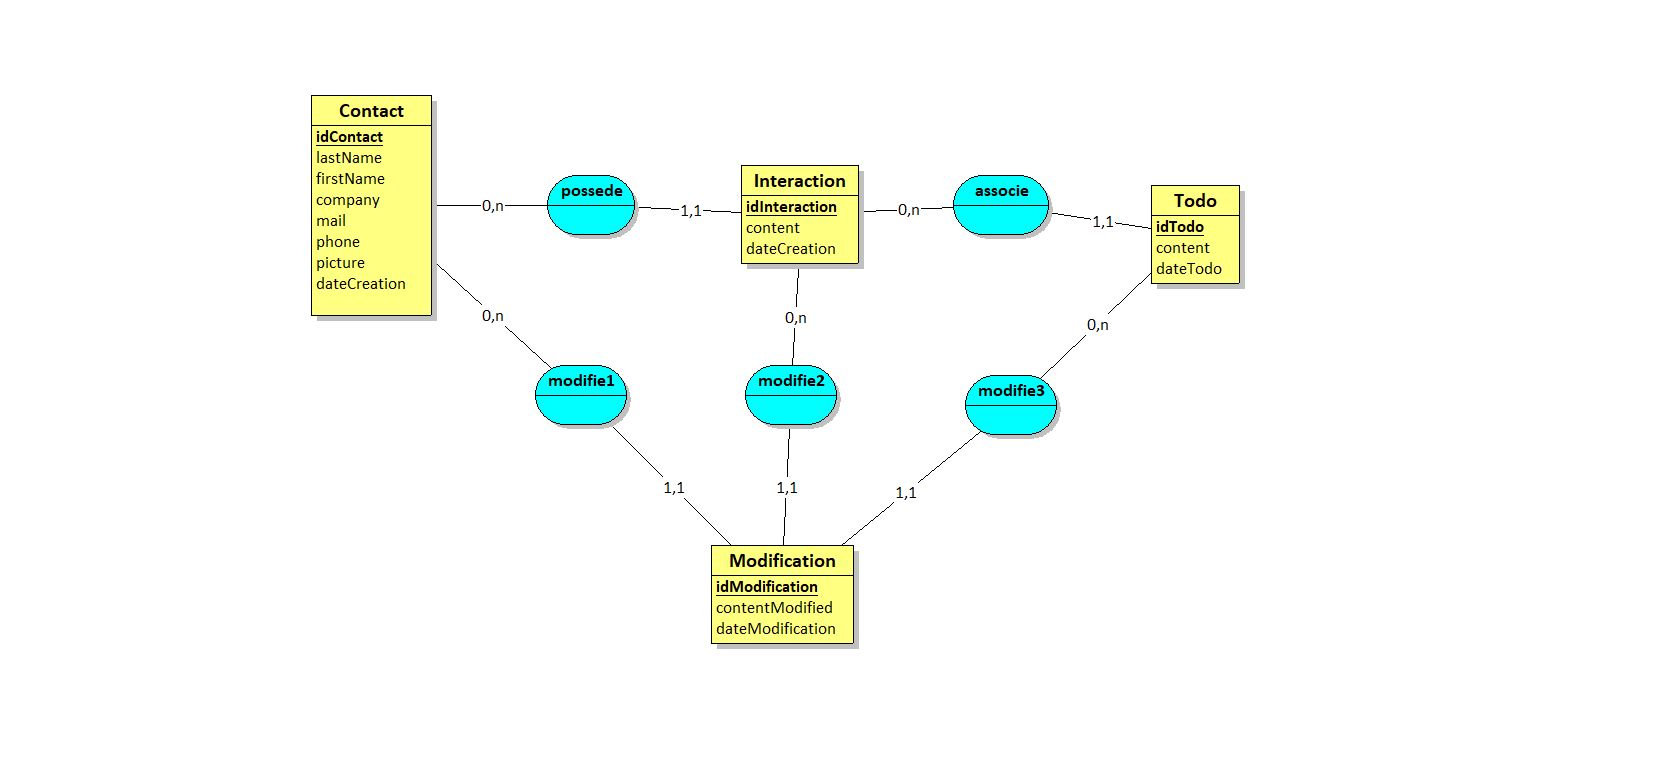 Contact
idContact
lastName
firstName
company
mail
phone
picture
dateCreation
0,n
possede
1,1
Interaction
idInteraction
content
dateCreation
0,n
associe
1,1
Todo
idTodo
content
dateTodo
0,n
modifie1
1,1
0,n
modifie2
1,1
0,n
modifie3
1,1
Modification
idModification
contentModified
dateModification